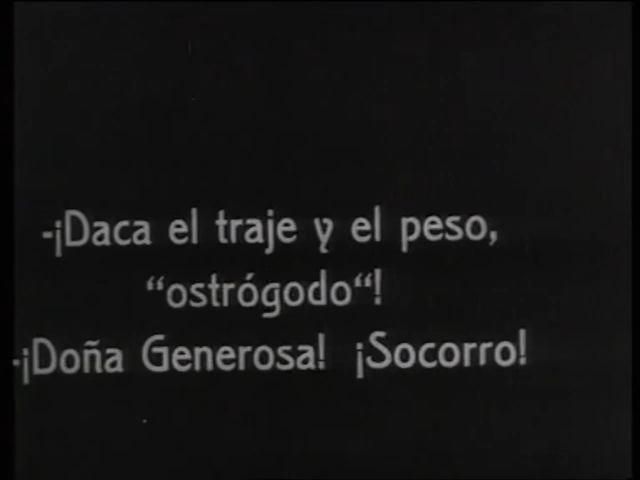 -¡Daca el traje y el peso,
“ostrógodo“!
-¡Doña Generosa! ¡Socorro!